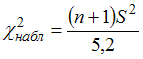 χ²набл = (n+1)S² / 5,2